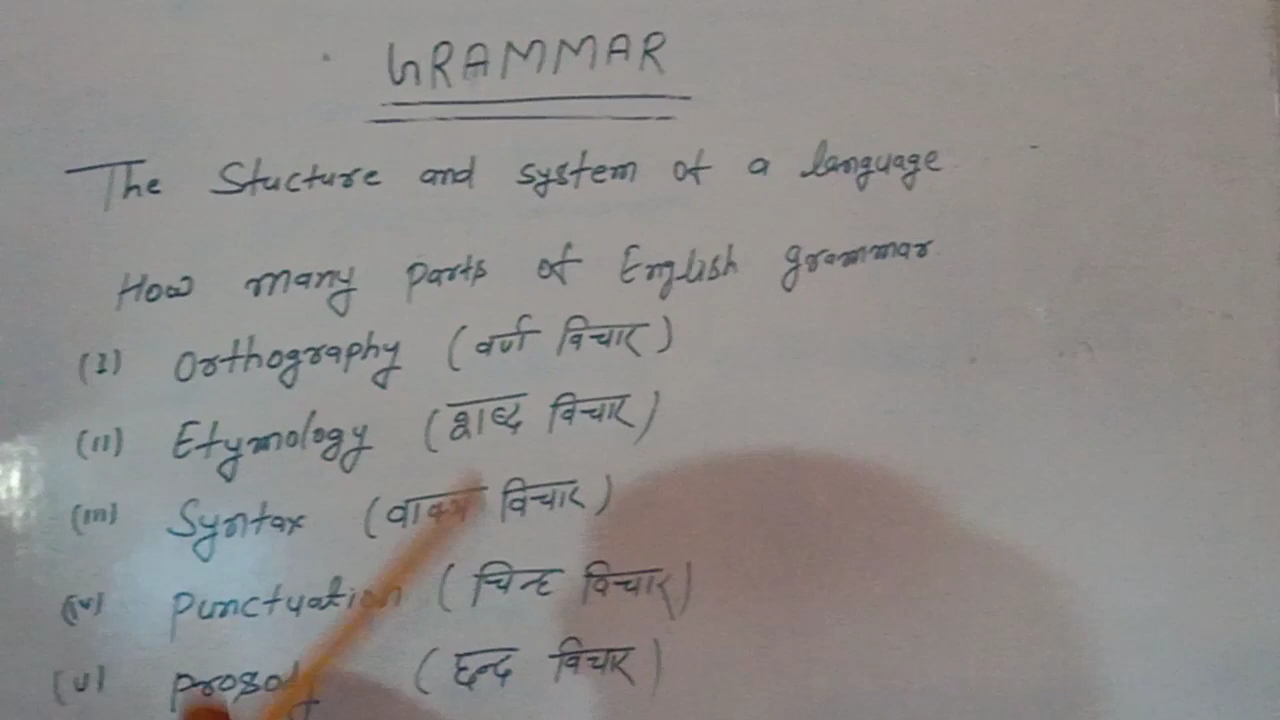 GRAMMAR
The Stucture and system of a language
How many parts of English grammar.
(I) Orthography (वर्ण विचार)
(II) Etymology (शब्द विचार)
(III) Syntax (वाक्य विचार)
(iv) Punctuation (चिन्ह विचार)
(v) Prosody (छन्द विचार)